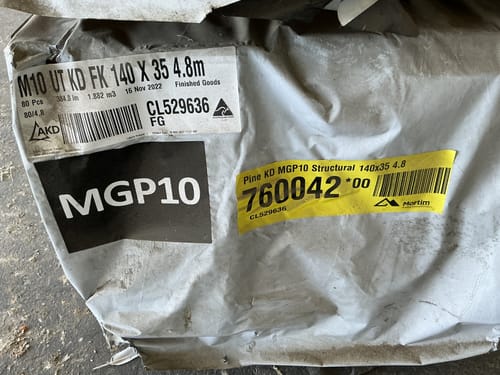 M10 UT KD FK 140 X 35 4.8m
80 Pcs 384.0 lm 1.882 m3 16 Nov 2022 Finished Goods
80/4.8
CL529636
FG
AKD
MGP10
Pine KD MGP10 Structural 140x35 4.8
760042*00
CL529636
Martim